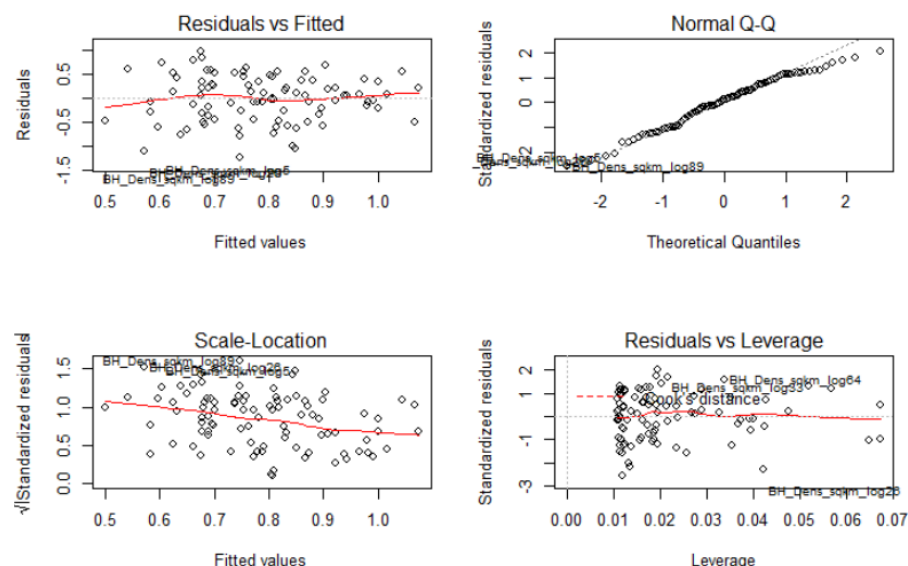 Residuals vs Fitted
Residuals
0.5
-0.5
-1.5
BH_Dens_sqkm_log5
BH_Dens_sqkm_log89
0.5 0.6 0.7 0.8 0.9 1.0
Fitted values
Normal Q-Q
Standardized residuals
2
1
0
-2
BH_Dens_sqkm_log5
BH_Dens_sqkm_log89
-2 -1 0 1 2
Theoretical Quantiles
Scale-Location
√|Standardized residuals|
1.5
1.0
0.5
0.0
BH_Dens_sqkm_log89
BH_Dens_sqkm_log26
BH_Dens_sqkm_log5
0.5 0.6 0.7 0.8 0.9 1.0
Fitted values
Residuals vs Leverage
Standardized residuals
2
1
-1
-3
BH_Dens_sqkm_log64
Cook's distance
BH_Dens_sqkm_log26
0.00 0.01 0.02 0.03 0.04 0.05 0.06 0.07
Leverage